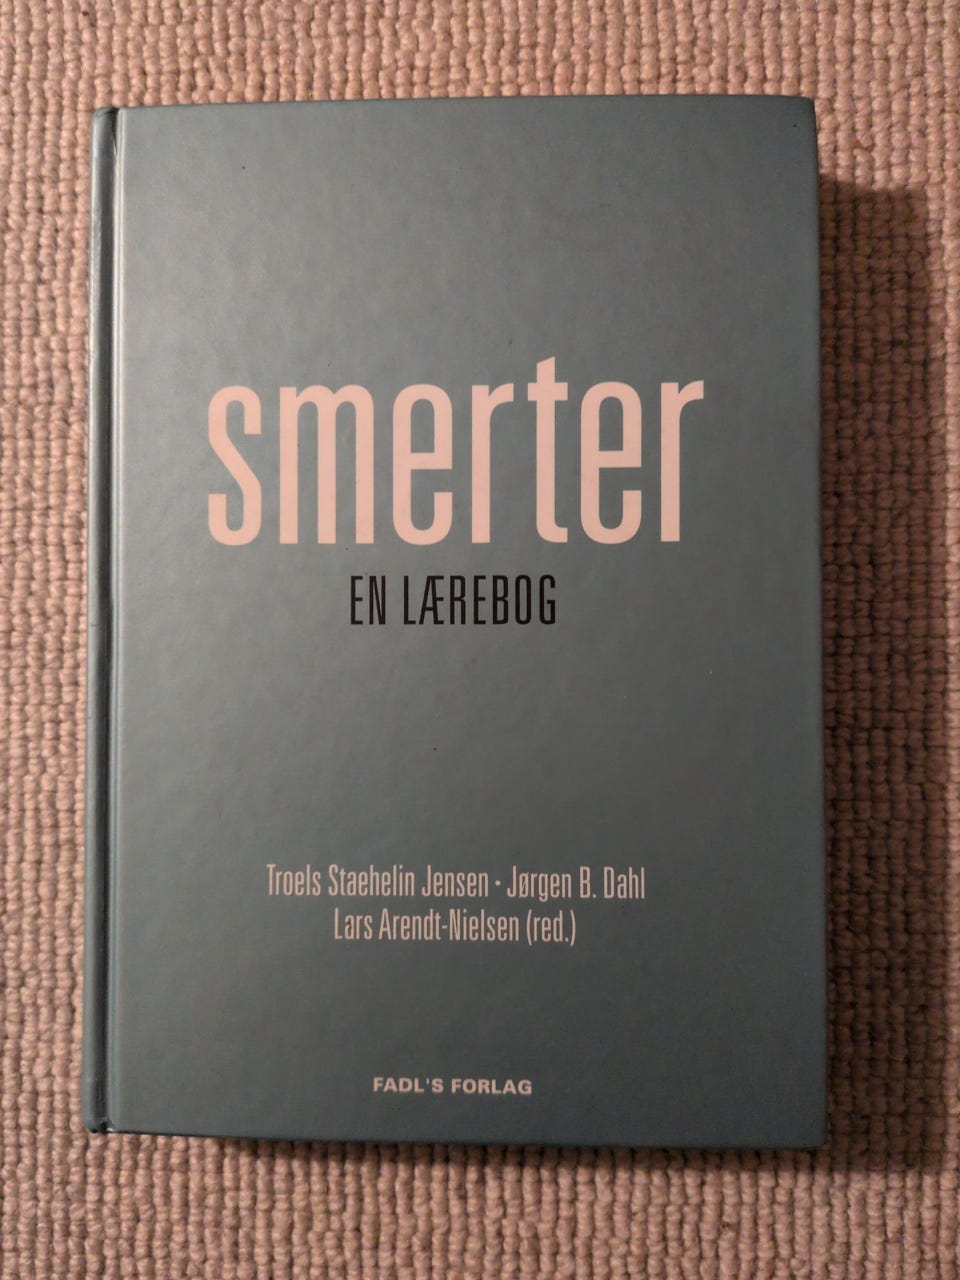 smerter
EN LÆREBOG
Troels Staehelin Jensen · Jørgen B. Dahl
Lars Arendt-Nielsen (red.)
FADL'S FORLAG